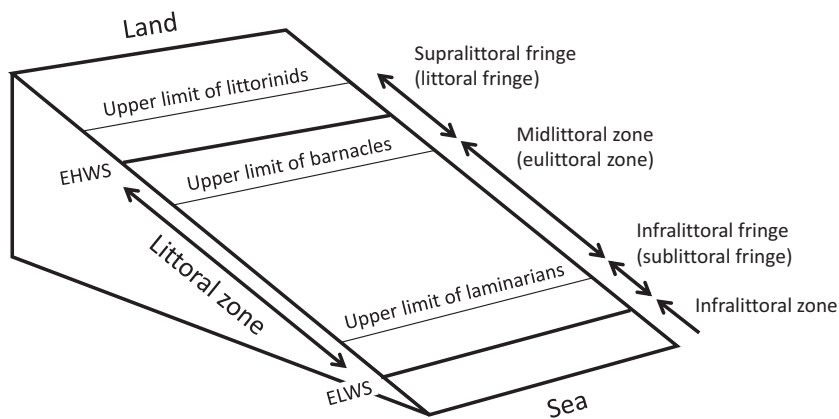 Land
Supralittoral fringe
(littoral fringe)
Upper limit of littorinids
Midlittoral zone
(eulittoral zone)
EHWS
Upper limit of barnacles
Littoral zone
Infralittoral fringe
(sublittoral fringe)
Upper limit of laminarians
Infralittoral zone
ELWS
Sea